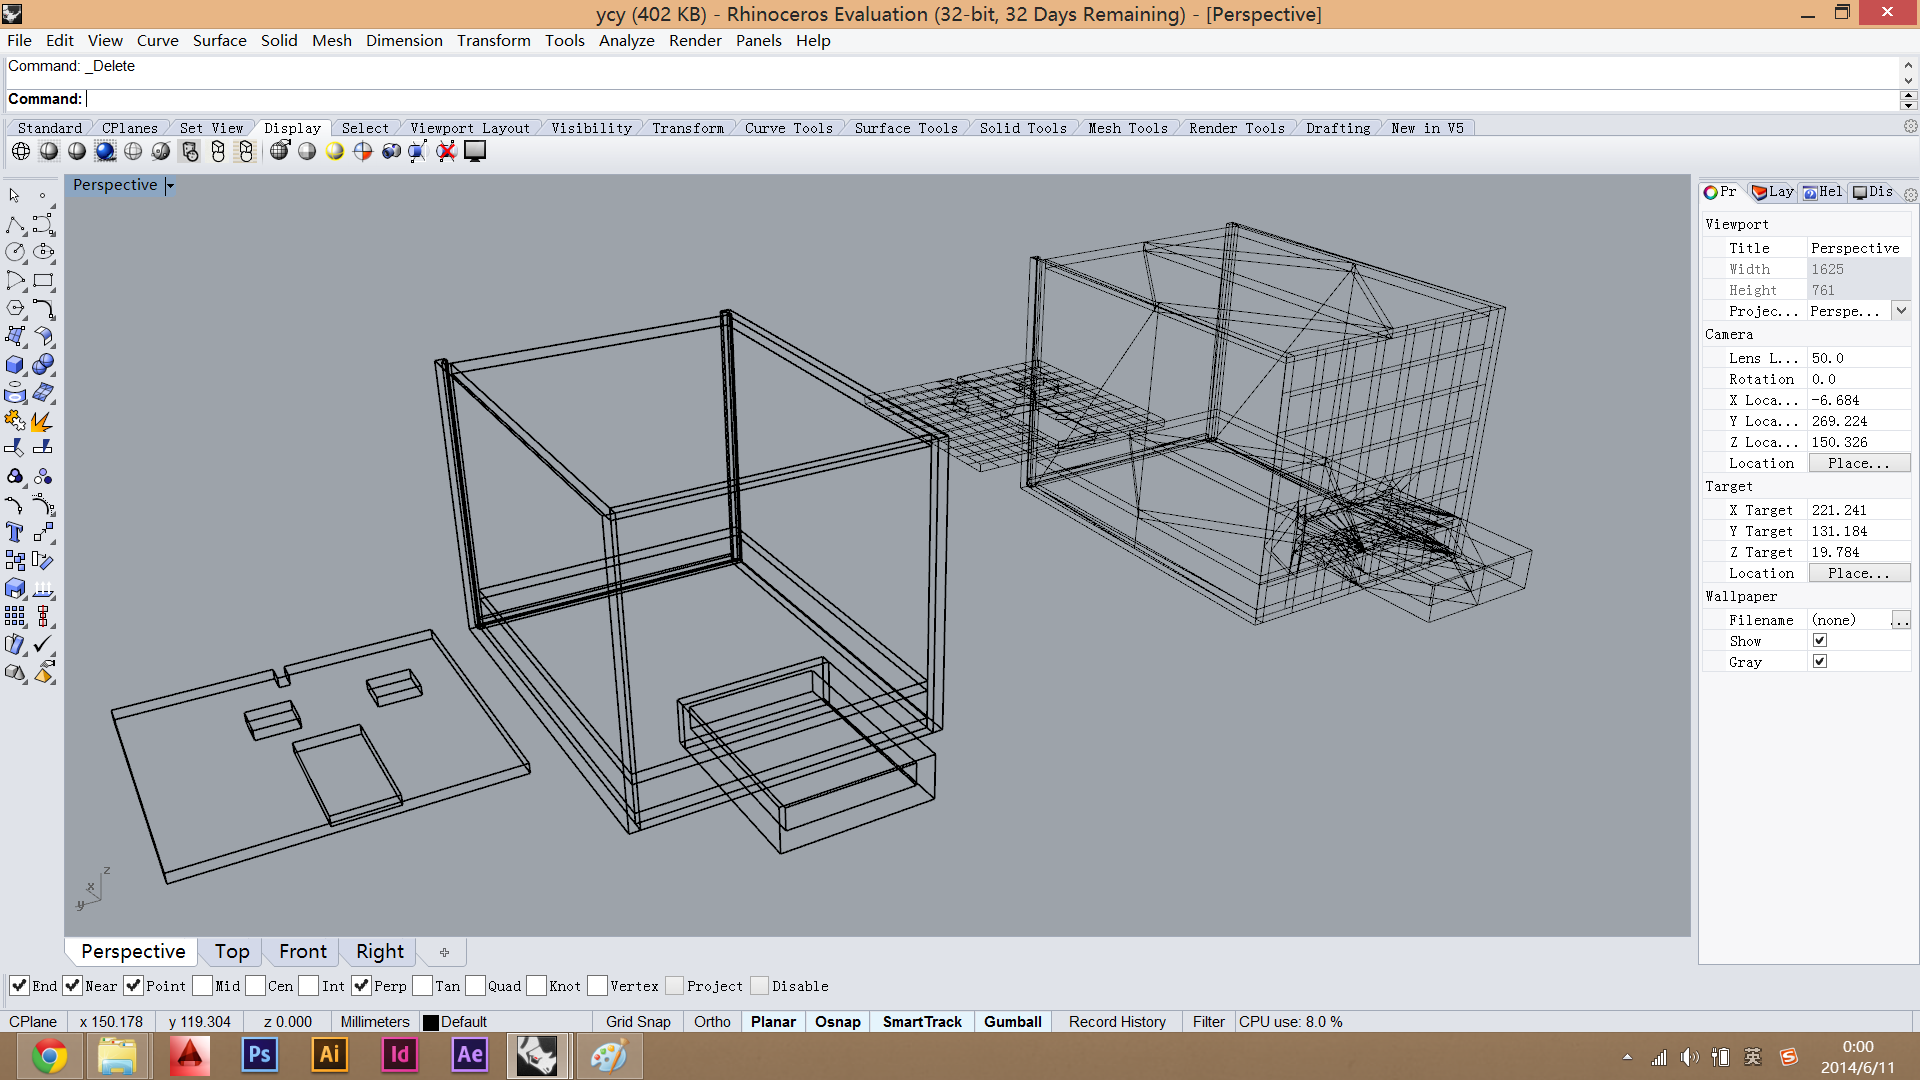 ycy (402 KB) - Rhinoceros Evaluation (32-bit, 32 Days Remaining) - [Perspective]
File Edit View Curve Surface Solid Mesh Dimension Transform Tools Analyze Render Panels Help
Command: _Delete
Command:
Standard CPlanes Set View Display Select Viewport Layout Visibility Transform Curve Tools Surface Tools Solid Tools Mesh Tools Render Tools Drafting New in V5
Perspective
Pr Lay Hel Dis
Viewport
Title Perspective
Width 1625
Height 761
Projec... Perspe...
Camera
Lens L... 50.0
Rotation 0.0
X Loca... -6.684
Y Loca... 269.224
Z Loca... 150.326
Location Place...
Target
X Target 221.241
Y Target 131.184
Z Target 19.784
Location Place...
Wallpaper
Filename (none) ...
Show
Gray
z
x
y
Perspective Top Front Right
End Near Point Mid Cen Int Perp Tan Quad Knot Vertex Project Disable
CPlane x 150.178 y 119.304 z 0.000 Millimeters Default Grid Snap Ortho Planar Osnap SmartTrack Gumball Record History Filter CPU use: 8.0 %
Ps Ai Id Ae 英 S 0:00
2014/6/11